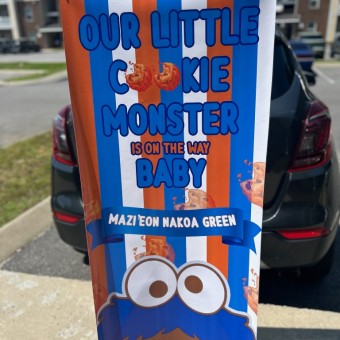 OUR LITTLE
COOKIE
MONSTER
IS ON THE WAY
BABY
MAZI'EON NAKOA GREEN